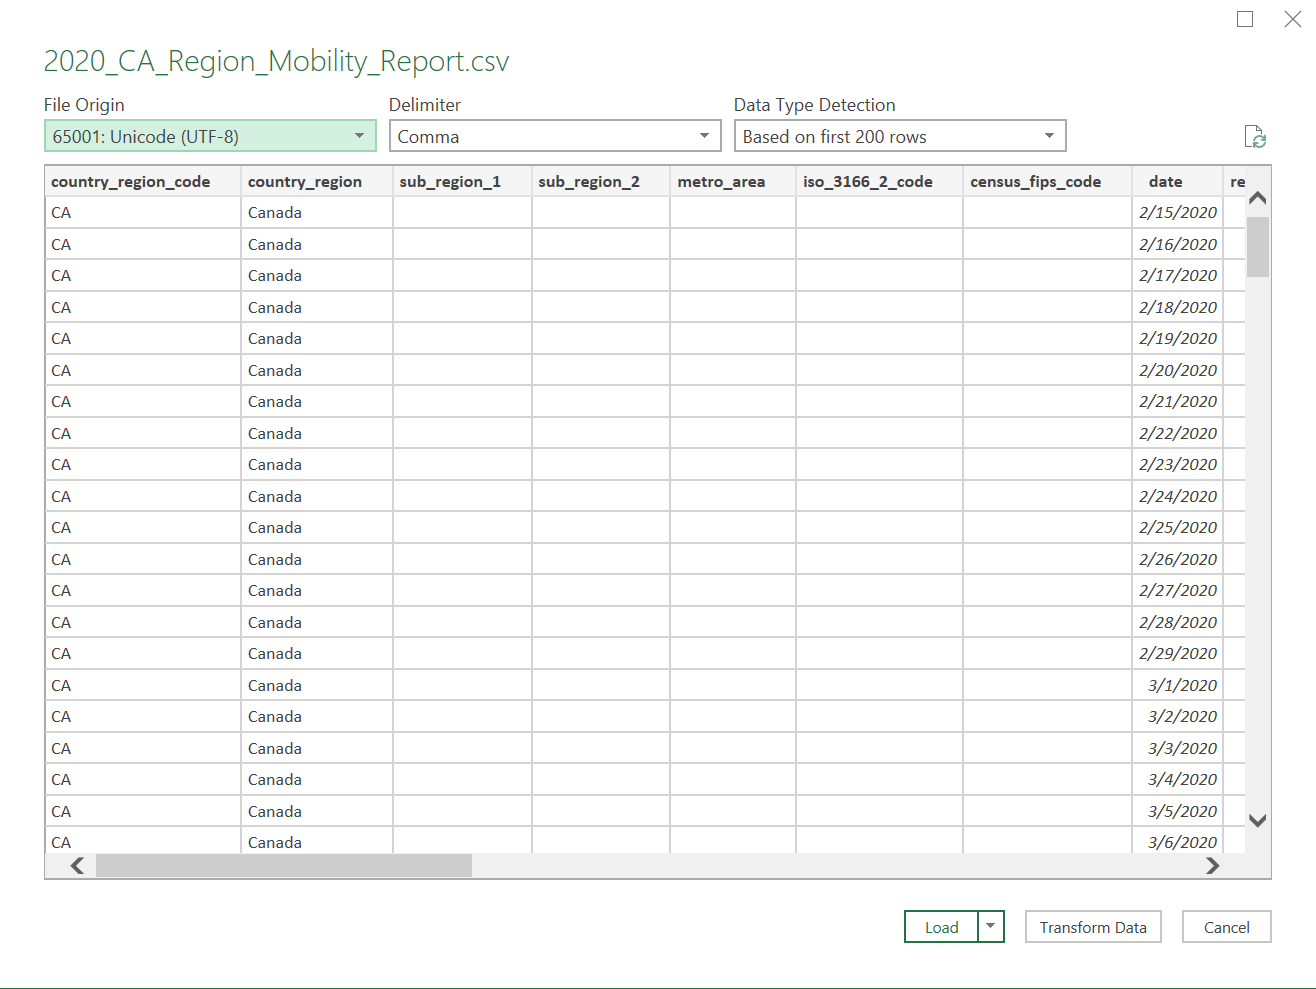 2020_CA_Region_Mobility_Report.csv
File Origin Delimiter Data Type Detection
65001: Unicode (UTF-8) Comma Based on first 200 rows
country_region_code country_region sub_region_1 sub_region_2 metro_area iso_3166_2_code census_fips_code date re
CA Canada 2/15/2020
CA Canada 2/16/2020
CA Canada 2/17/2020
CA Canada 2/18/2020
CA Canada 2/19/2020
CA Canada 2/20/2020
CA Canada 2/21/2020
CA Canada 2/22/2020
CA Canada 2/23/2020
CA Canada 2/24/2020
CA Canada 2/25/2020
CA Canada 2/26/2020
CA Canada 2/27/2020
CA Canada 2/28/2020
CA Canada 2/29/2020
CA Canada 3/1/2020
CA Canada 3/2/2020
CA Canada 3/3/2020
CA Canada 3/4/2020
CA Canada 3/5/2020
CA Canada 3/6/2020
Load Transform Data Cancel